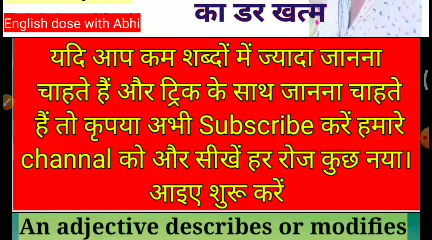 का डर खत्म
English dose with Abhi
यदि आप कम शब्दों में ज्यादा जानना
चाहते हैं और ट्रिक के साथ जानना चाहते
हैं तो कृपया अभी Subscribe करें हमारे
channal को और सीखें हर रोज कुछ नया।
आइए शुरू करें
An adjective describes or modifies